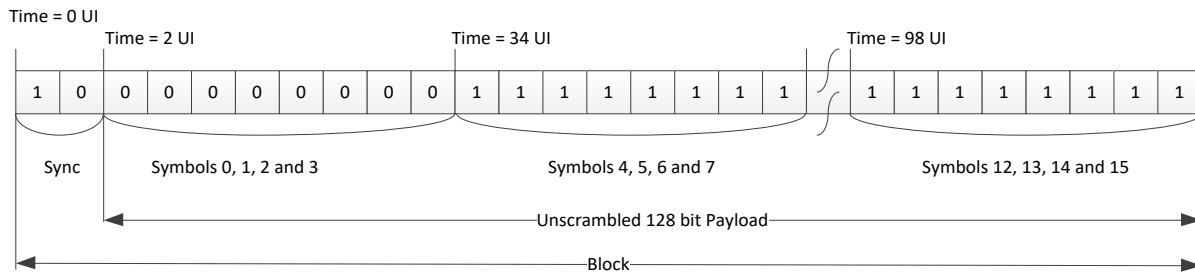 Time = 0 UI
Time = 2 UI
Time = 34 UI
Time = 98 UI
1 0 0 0 0 0 0 0 0 0 1 1 1 1 1 1 1 1 1 1 1 1 1 1 1 1
Sync
Symbols 0, 1, 2 and 3
Symbols 4, 5, 6 and 7
Symbols 12, 13, 14 and 15
Unscrambled 128 bit Payload
Block